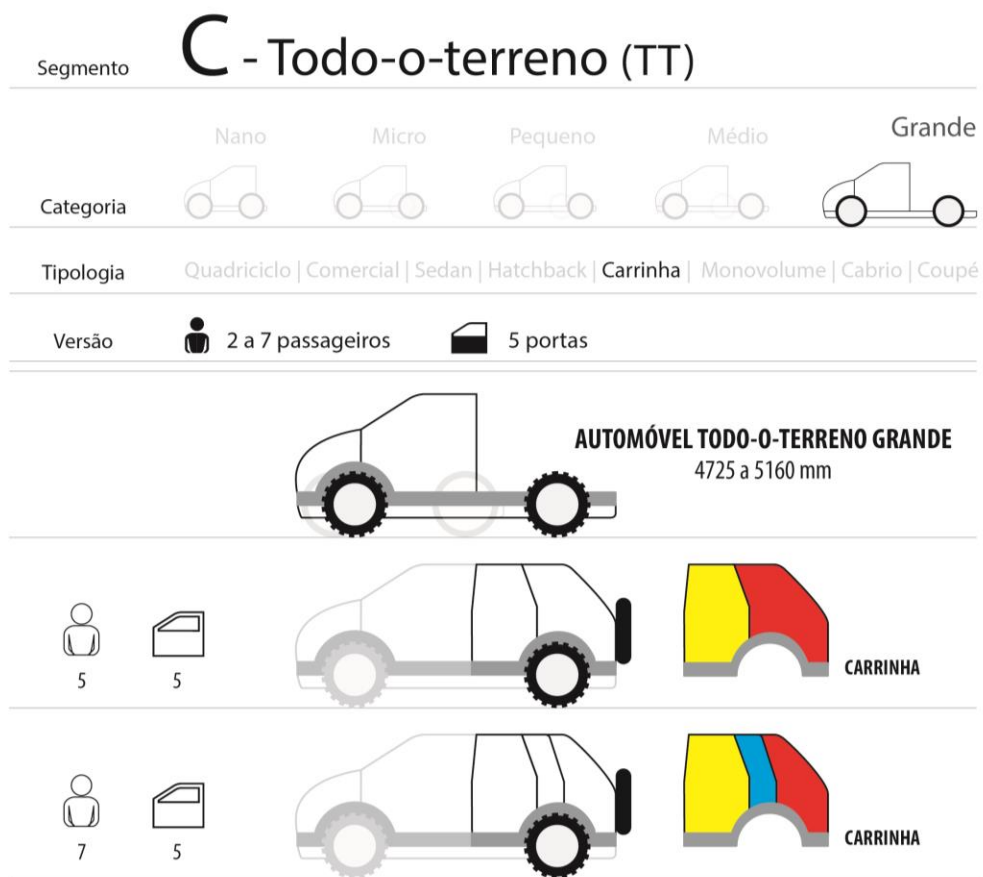 Segmento C - Todo-o-terreno (TT)
Nano Micro Pequeno Médio Grande
Categoria
Tipologia Quadriciclo | Comercial | Sedan | Hatchback | Carrinha | Monovolume | Cabrio | Coupé
Versão 2 a 7 passageiros 5 portas
AUTOMÓVEL TODO-O-TERRENO GRANDE
4725 a 5160 mm
5 5 CARRINHA
7 5 CARRINHA